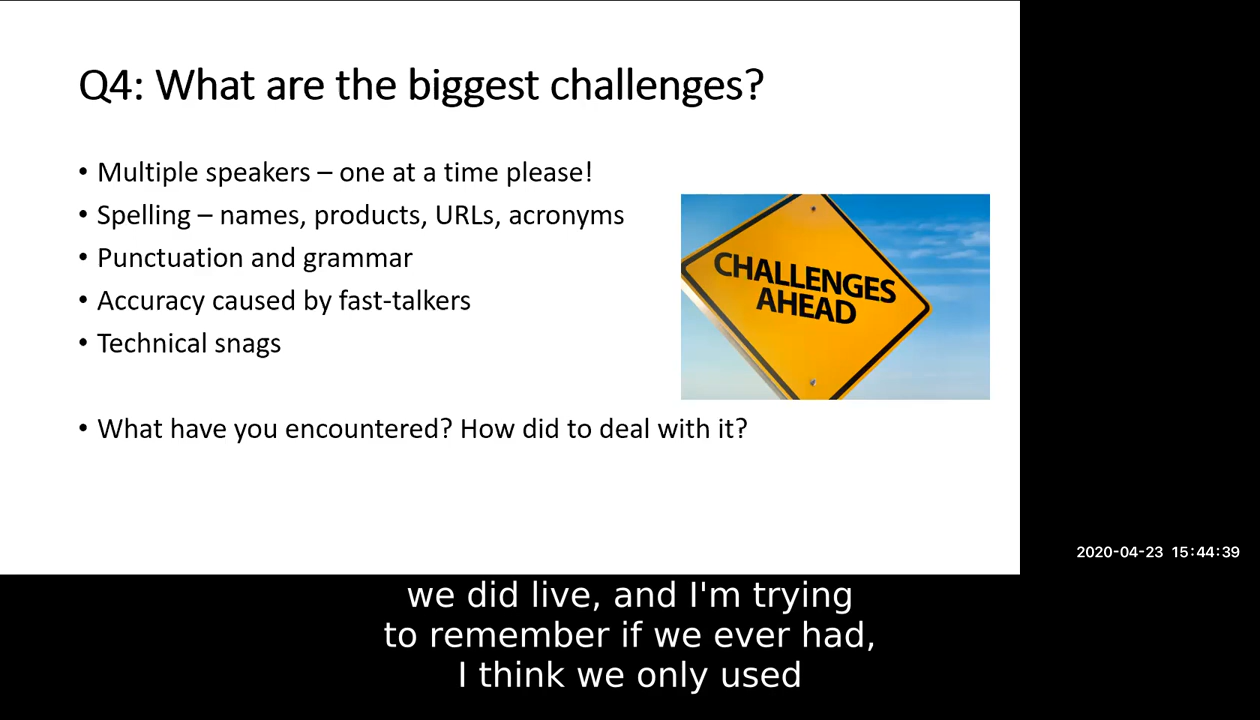 Q4: What are the biggest challenges?
• Multiple speakers – one at a time please!
• Spelling – names, products, URLs, acronyms
• Punctuation and grammar
• Accuracy caused by fast-talkers
• Technical snags
CHALLENGES
AHEAD
• What have you encountered? How did to deal with it?
2020-04-23 15:44:39
we did live, and I'm trying
to remember if we ever had,
I think we only used